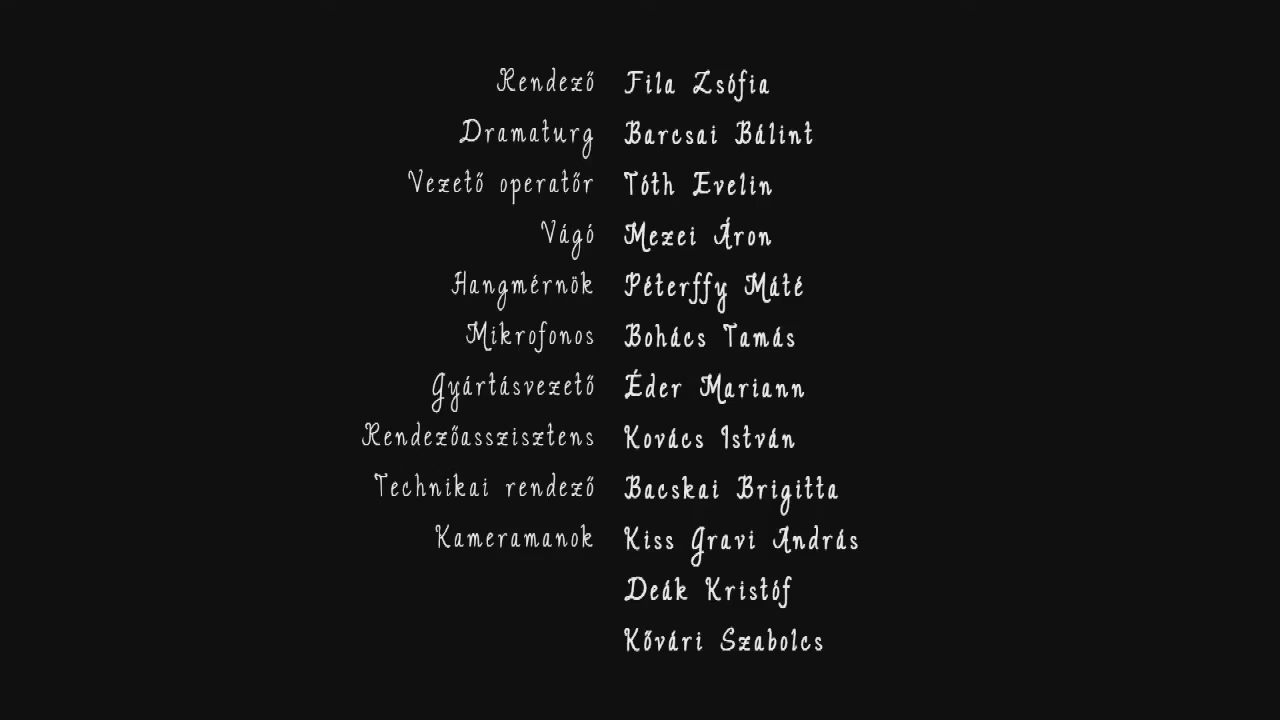 Rendező Fila Zsófia
Dramaturg Barcsai Bálint
Vezető operatőr Tóth Evelin
Vágó Mezei Áron
Hangmérnök Péterffy Máté
Mikrofonos Bohács Tamás
Gyártásvezető Éder Mariann
Rendezőasszisztens Kovács István
Technikai rendező Bacskai Brigitta
Kameramanok Kiss Gravi András
Deák Kristóf
Kővári Szabolcs